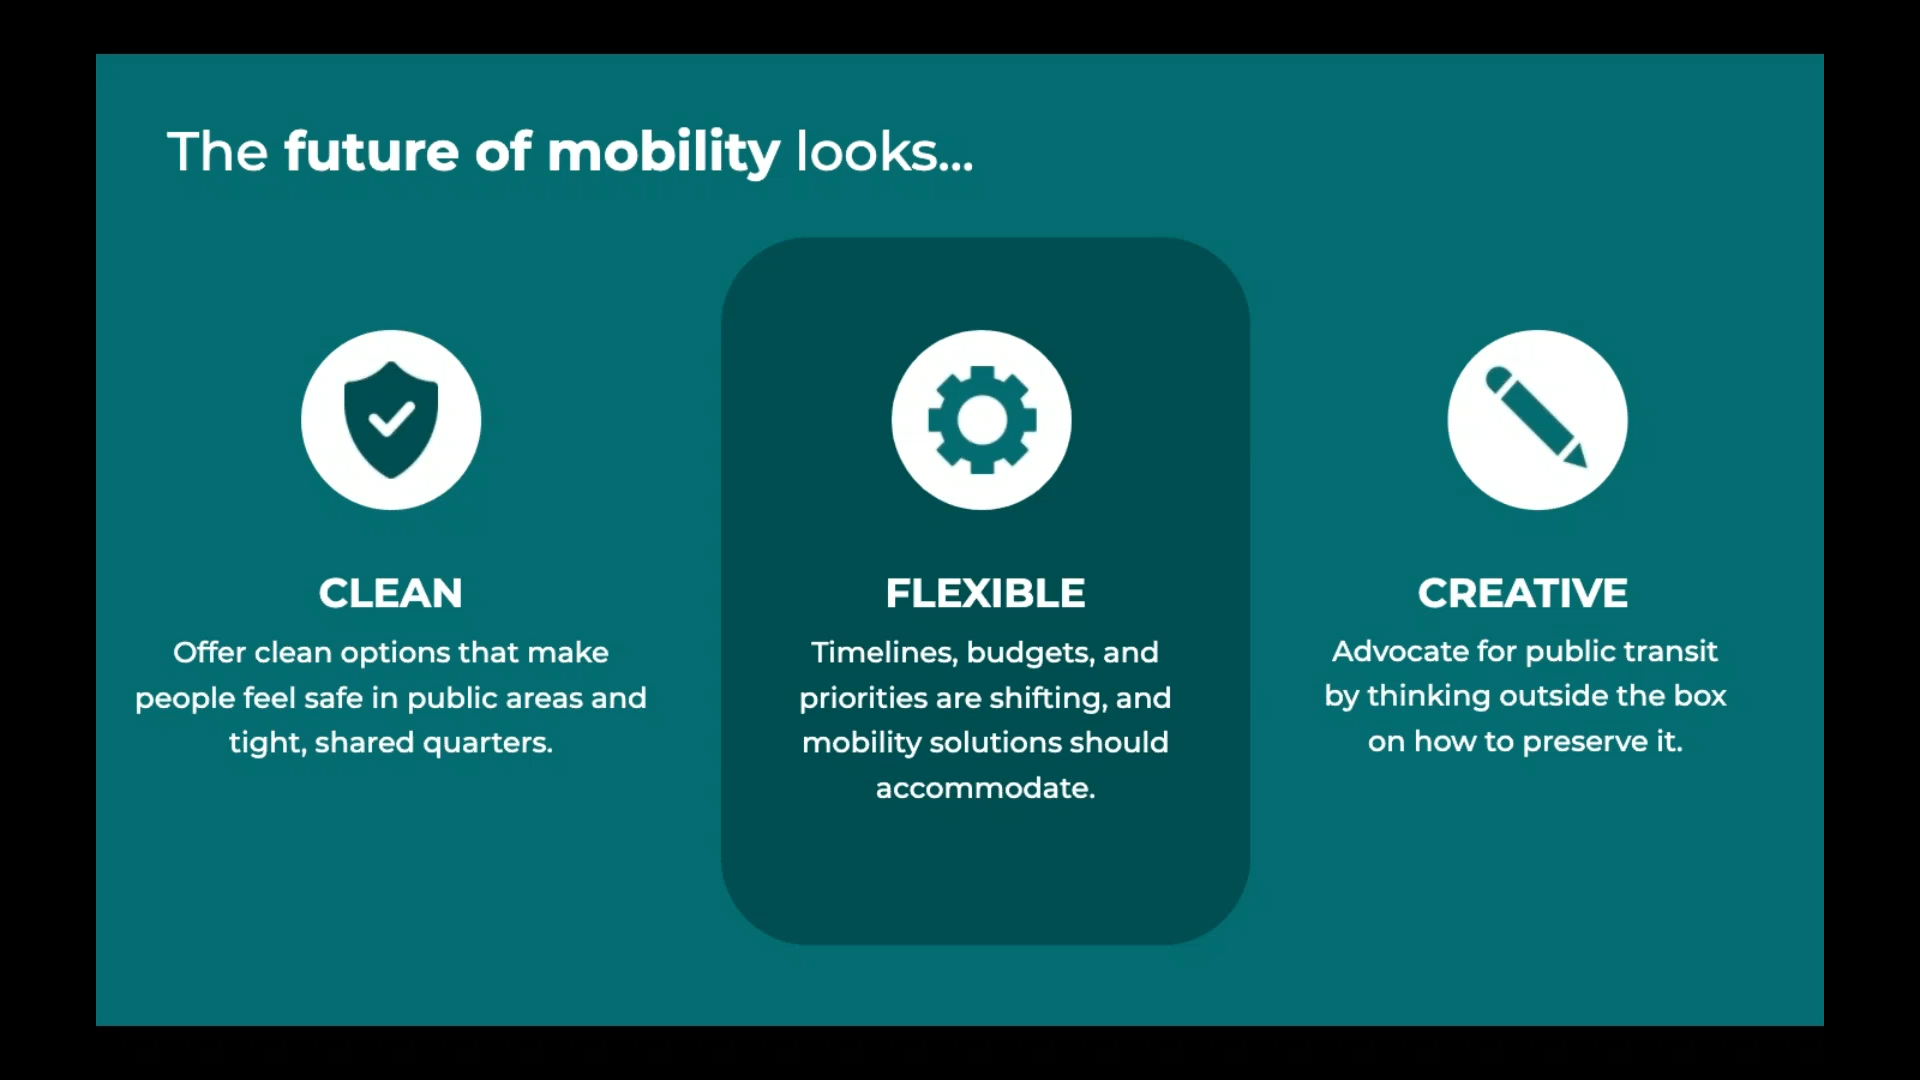 The future of mobility looks...
CLEAN
Offer clean options that make
people feel safe in public areas and
tight, shared quarters.
FLEXIBLE
Timelines, budgets, and
priorities are shifting, and
mobility solutions should
accommodate.
CREATIVE
Advocate for public transit
by thinking outside the box
on how to preserve it.